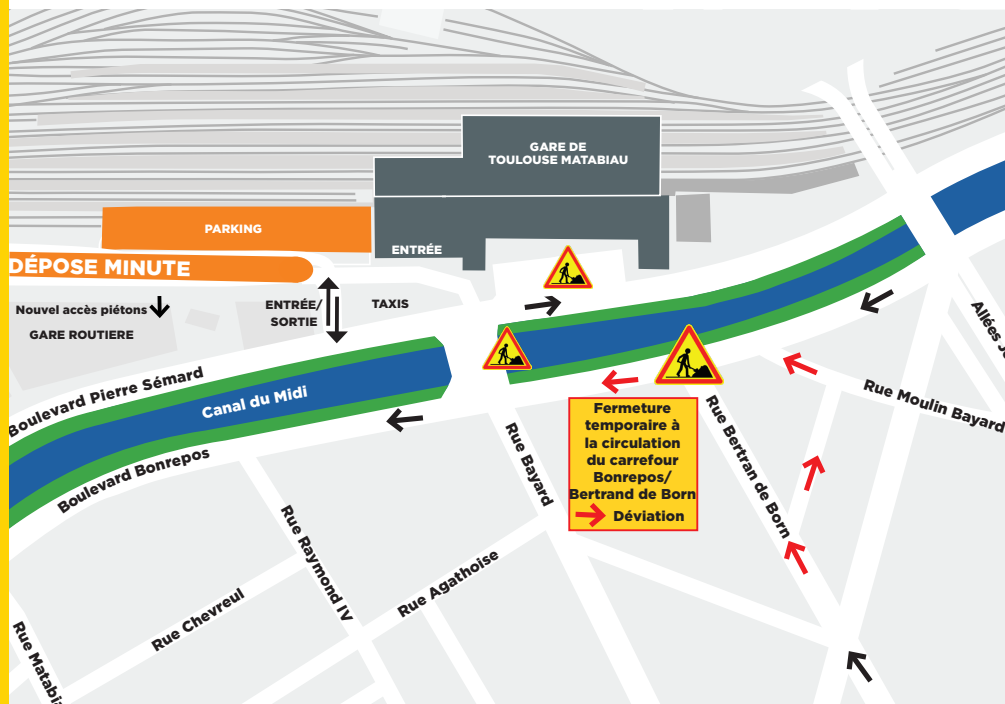 GARE DE
TOULOUSE MATABIAU
PARKING
ENTRÉE
DÉPOSE MINUTE
Nouvel accès piétons
GARE ROUTIERE
ENTRÉE/
SORTIE
TAXIS
Boulevard Pierre Sémard
Canal du Midi
Boulevard Bonrepos
Allées J
Rue Moulin Bayard
Fermeture
temporaire à
la circulation
du carrefour
Bonrepos/
Bertrand de Born
Déviation
Rue Bertran de Born
Rue Bayard
Rue Raymond IV
Rue Agathoise
Rue Chevreul
Rue Matabia